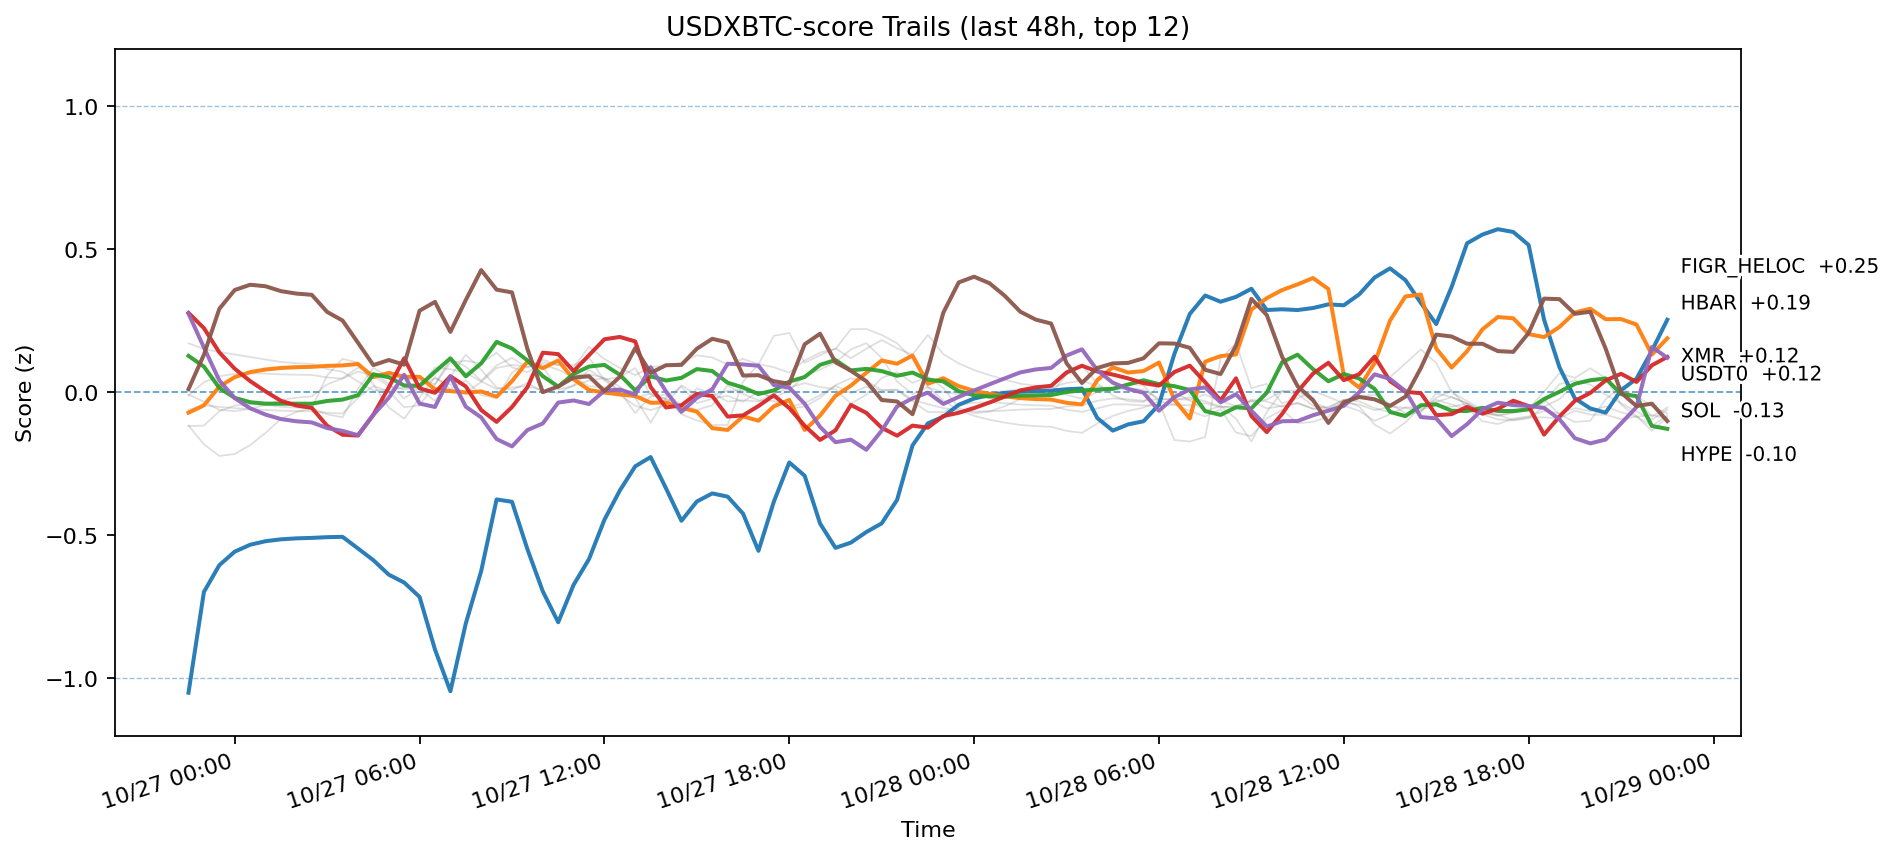 USDXBTC-score Trails (last 48h, top 12)
Score (z)
1.0
0.5
0.0
−0.5
−1.0
FIGR_HELOC +0.25
HBAR +0.19
XMR +0.12
USDT0 +0.12
SOL -0.13
HYPE -0.10
10/27 00:00
10/27 06:00
10/27 12:00
10/27 18:00
10/28 00:00
10/28 06:00
10/28 12:00
10/28 18:00
10/29 00:00
Time